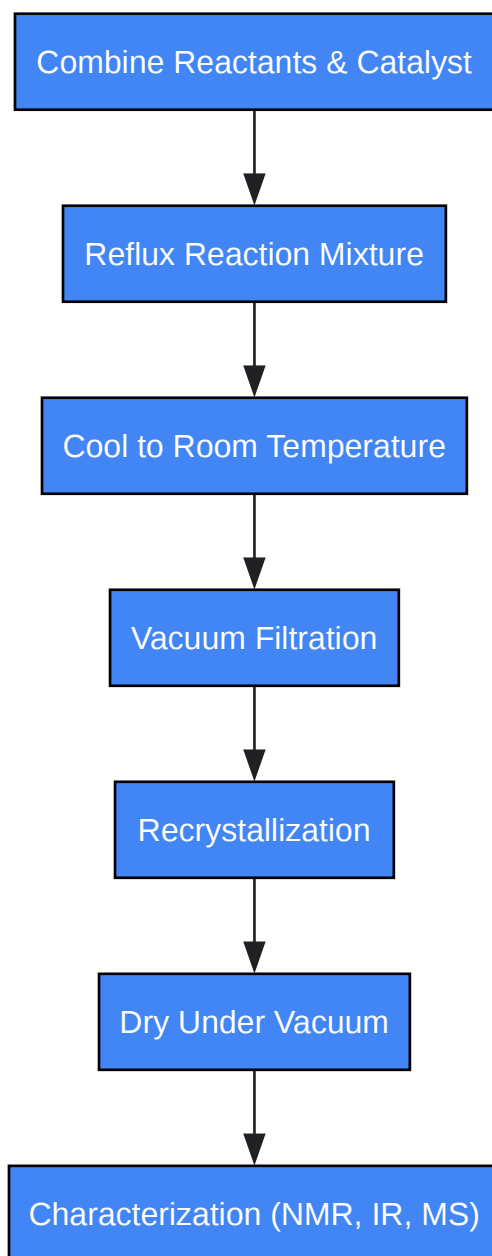 Combine Reactants & Catalyst
Reflux Reaction Mixture
Cool to Room Temperature
Vacuum Filtration
Recrystallization
Dry Under Vacuum
Characterization (NMR, IR, MS)